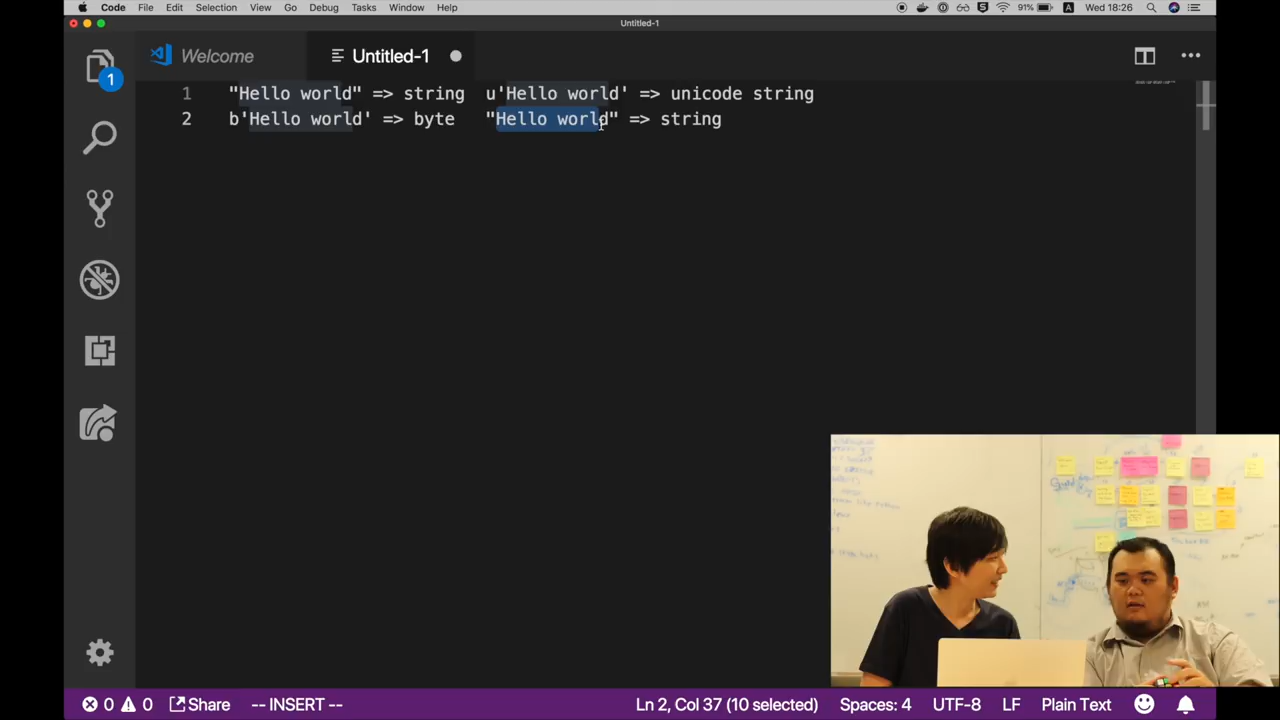 Code File Edit Selection View Go Debug Tasks Window Help 91% A Wed 18:26
Untitled-1
Welcome Untitled-1
1
1 "Hello world" => string u'Hello world' => unicode string
2 b'Hello world' => byte "Hello world" => string
0 0 Share -- INSERT -- Ln 2, Col 37 (10 selected) Spaces: 4 UTF-8 LF Plain Text